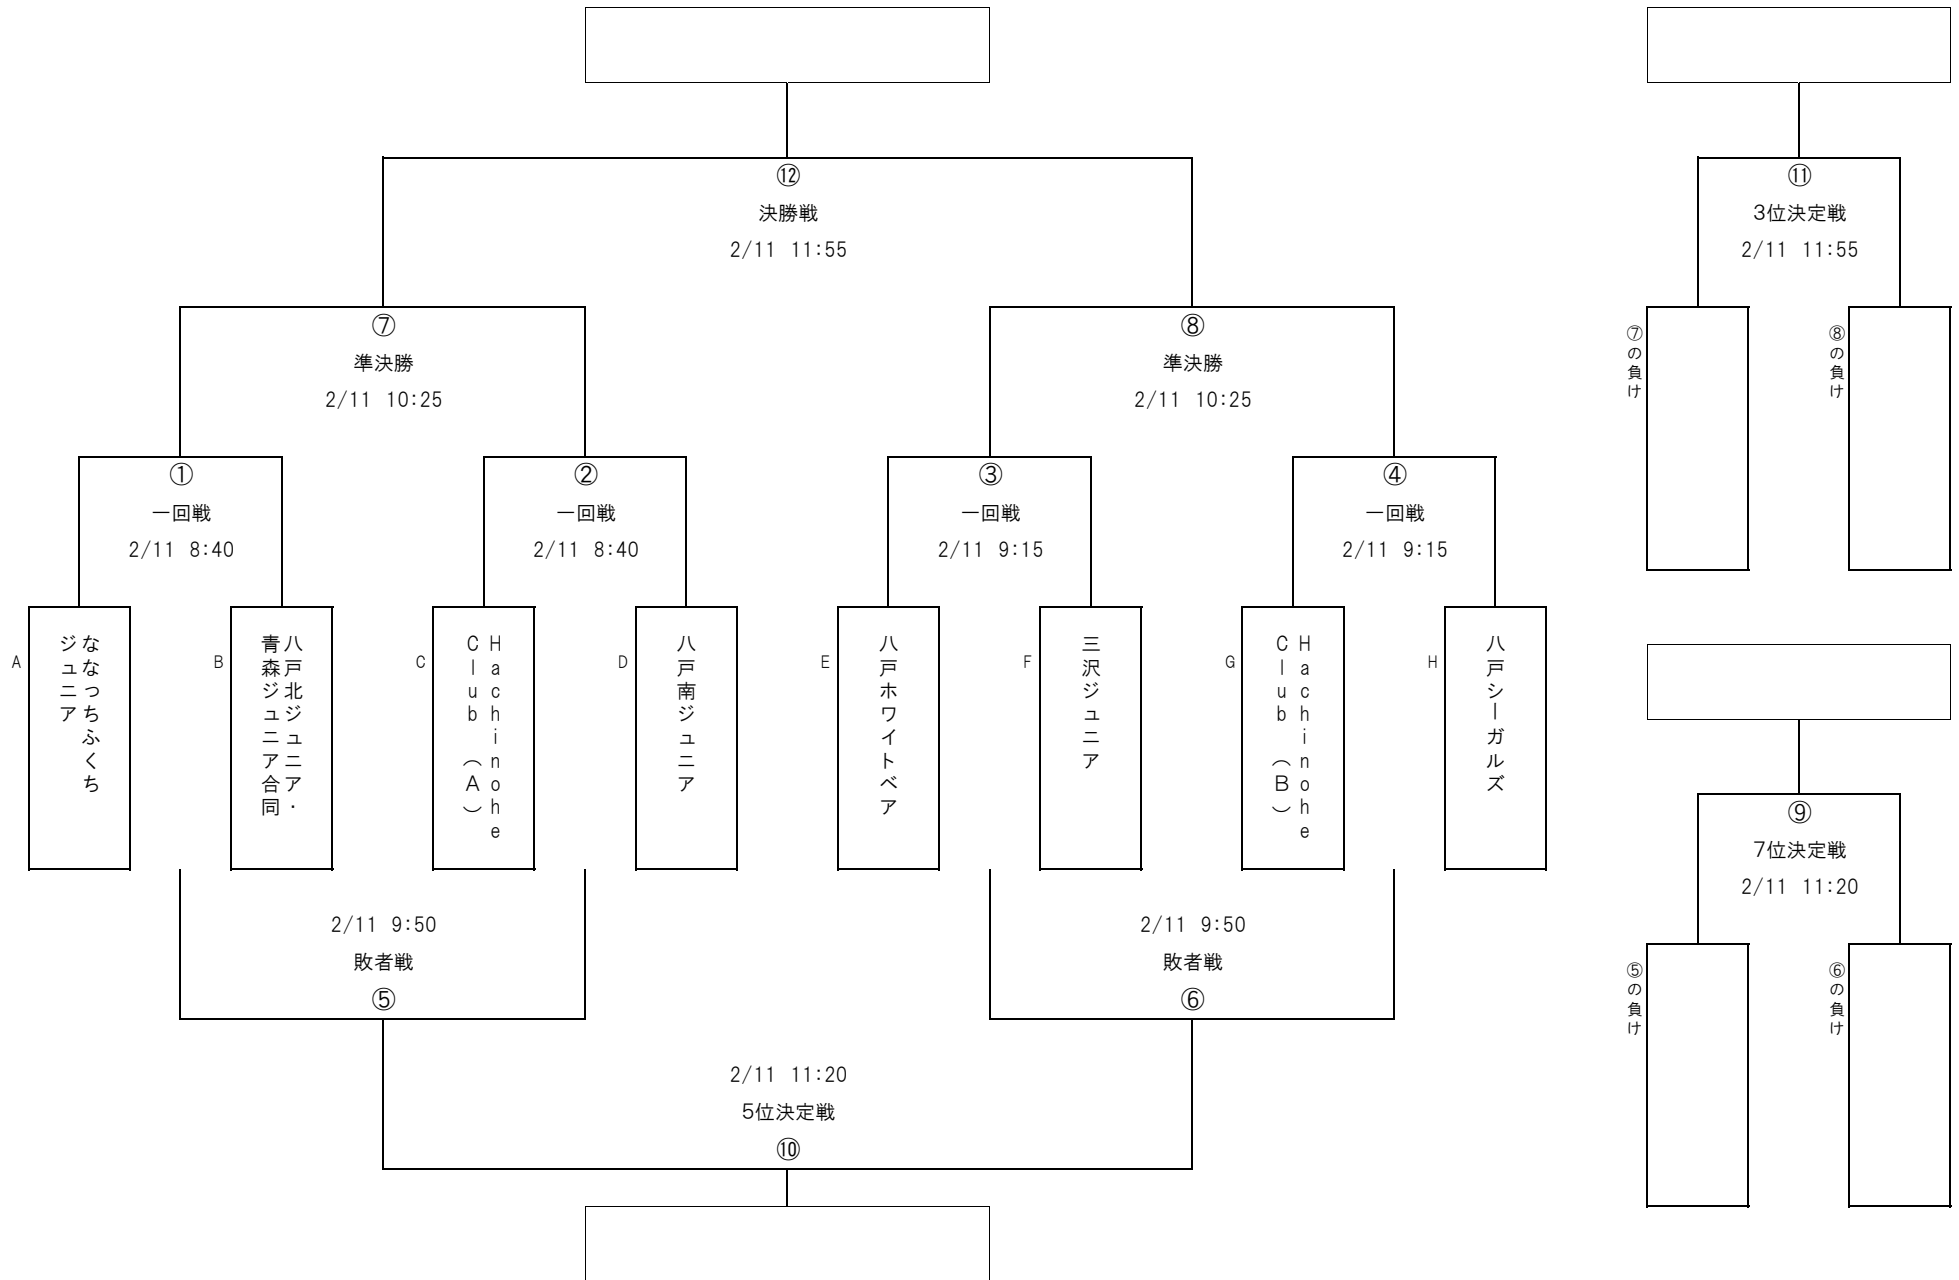 ⑫
決勝戦
2/11 11:55
⑦
準決勝
2/11 10:25
⑧
準決勝
2/11 10:25
①
一回戦
2/11 8:40
②
一回戦
2/11 8:40
③
一回戦
2/11 9:15
④
一回戦
2/11 9:15
A
ななっちふくち
ジュニア
B
八戸北ジュニア・
青森ジュニア合同
C
Hachinohe
Club (A)
D
八戸南ジュニア
E
八戸ホワイトベア
F
三沢ジュニア
G
Hachinohe
Club (B)
H
八戸シーガルズ
2/11 9:50
敗者戦
⑤
2/11 9:50
敗者戦
⑥
2/11 11:20
5位決定戦
⑩
⑪
3位決定戦
2/11 11:55
⑦の負け
⑧の負け
⑨
7位決定戦
2/11 11:20
⑤の負け
⑥の負け